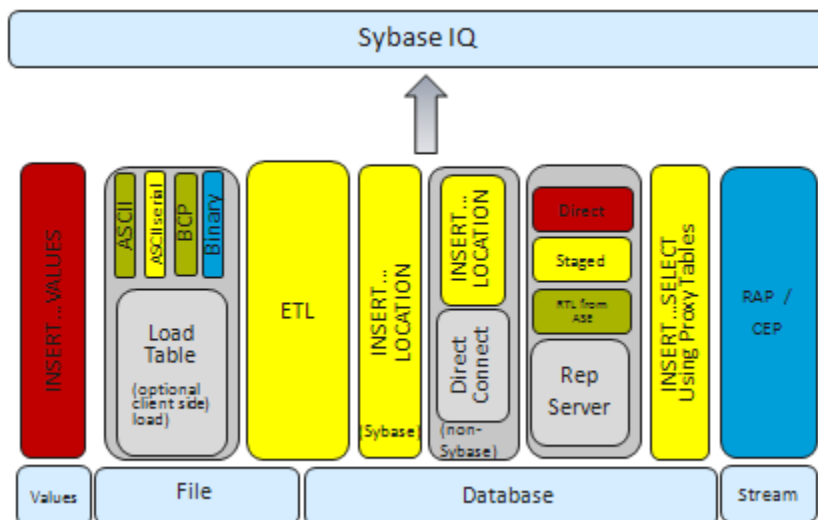 Sybase IQ
INSERT... VALUES
ASCII
ASCII serial
BCP
Binary
Load
Table
(optional
client side)
load)
ETL
INSERT...
LOCATION
(Sybase)
INSERT...
LOCATION
Direct
Connect
(non-
Sybase)
Direct
Staged
RTL from
ASE
Rep
Server
INSERT...SELECT
Using Proxy Tables
RAP /
CEP
Values
File
Database
Stream